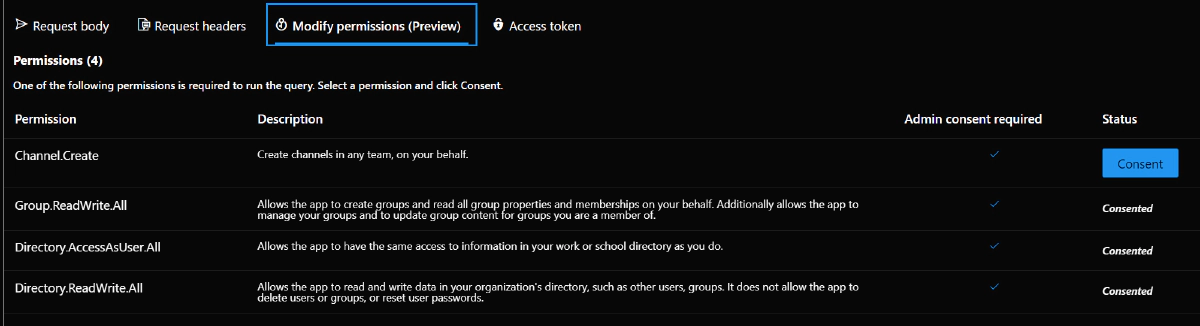 Request body Request headers Modify permissions (Preview) Access token
Permissions (4)
One of the following permissions is required to run the query. Select a permission and click Consent.
Permission Description Admin consent required Status
Channel.Create Create channels in any team, on your behalf. Consent
Group.ReadWrite.All Allows the app to create groups and read all group properties and memberships on your behalf. Additionally allows the app to
manage your groups and to update group content for groups you are a member of. Consented
Directory.AccessAsUser.All Allows the app to have the same access to information in your work or school directory as you do. Consented
Directory.ReadWrite.All Allows the app to read and write data in your organization's directory, such as other users, groups. It does not allow the app to
delete users or groups, or reset user passwords. Consented